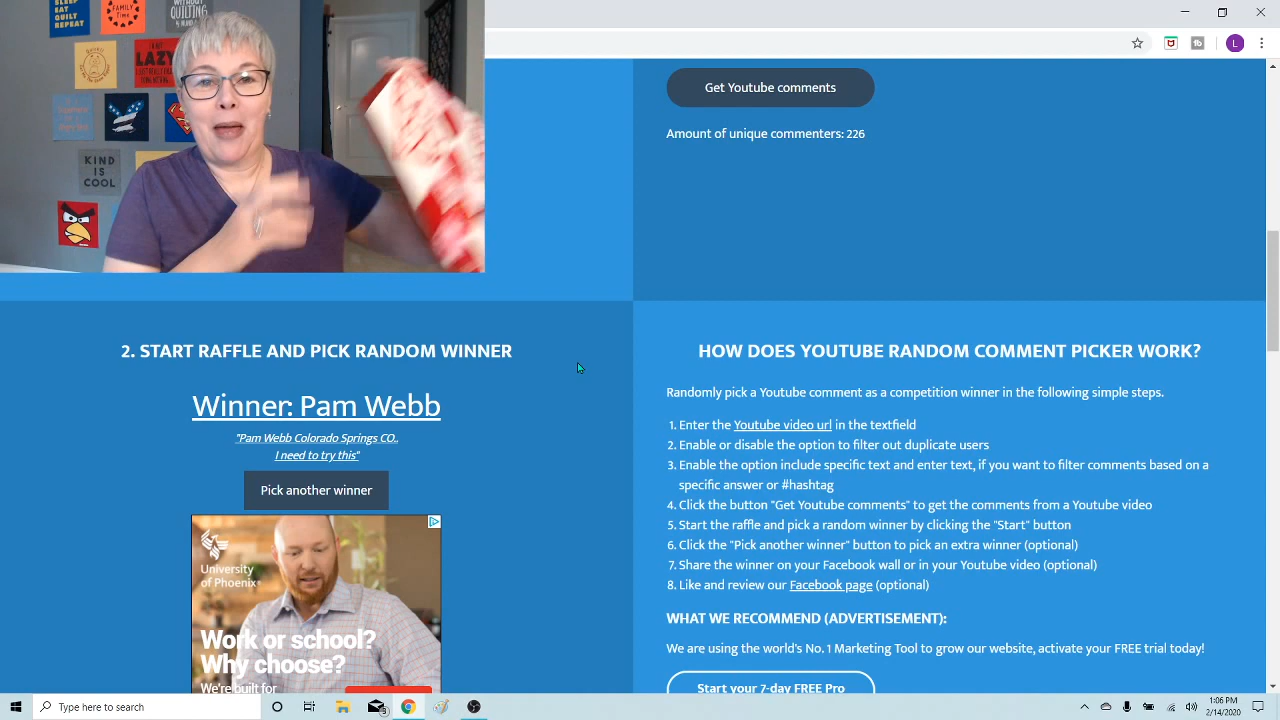 EAT
QUILT
REPEAT
FAMILY
Time
WITHOUT
QUILTING
LAZY
KIND
IS
COOL
Get Youtube comments
Amount of unique commenters: 226
2. START RAFFLE AND PICK RANDOM WINNER
Winner: Pam Webb
"Pam Webb Colorado Springs CO..
I need to try this"
Pick another winner
University
of Phoenix
Work or school?
Why choose?
We're built for
HOW DOES YOUTUBE RANDOM COMMENT PICKER WORK?
Randomly pick a Youtube comment as a competition winner in the following simple steps.
1. Enter the Youtube video url in the textfield
2. Enable or disable the option to filter out duplicate users
3. Enable the option include specific text and enter text, if you want to filter comments based on a
specific answer or #hashtag
4. Click the button "Get Youtube comments" to get the comments from a Youtube video
5. Start the raffle and pick a random winner by clicking the "Start" button
6. Click the "Pick another winner" button to pick an extra winner (optional)
7. Share the winner on your Facebook wall or in your Youtube video (optional)
8. Like and review our Facebook page (optional)
WHAT WE RECOMMEND (ADVERTISEMENT):
We are using the world's No. 1 Marketing Tool to grow our website, activate your FREE trial today!
Start your 7-day FREE Pro
L
Type here to search
1:06 PM
2/14/2020